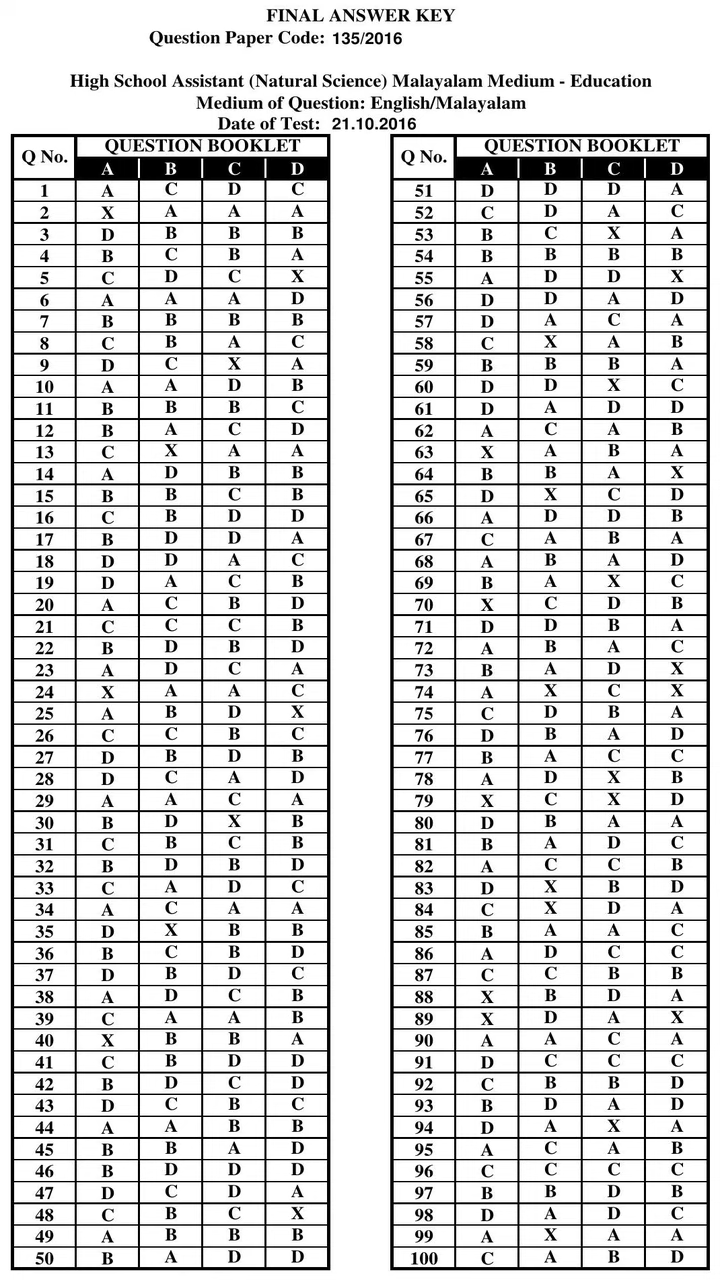 FINAL ANSWER KEY
Question Paper Code: 135/2016
High School Assistant (Natural Science) Malayalam Medium - Education
Medium of Question: English/Malayalam
Date of Test: 21.10.2016
Q No. QUESTION BOOKLET
A B C D
1 A C D C
2 X A A A
3 D B B B
4 B C B A
5 C D C X
6 A A A D
7 B B B B
8 C B A C
9 D C X A
10 A A D B
11 B B B C
12 B A C D
13 C X A A
14 A D B B
15 B B C B
16 C B D D
17 B D D A
18 D D A C
19 D A C B
20 A C B D
21 C C C B
22 B D B D
23 A D C A
24 X A A C
25 A B D X
26 C C B C
27 D B D B
28 D C A D
29 A A C A
30 B D X B
31 C B C B
32 B D B D
33 C A D C
34 A C A A
35 D X B B
36 B C B D
37 D B D C
38 A D C B
39 C A A B
40 X B B A
41 C B D D
42 B D C D
43 D C B C
44 A A B B
45 B B A D
46 B D D D
47 D C D A
48 C B C X
49 A B B B
50 B A D D
Q No. QUESTION BOOKLET
A B C D
51 D D D A
52 C D A C
53 B C X A
54 B B B B
55 A D D X
56 D D A D
57 D A C A
58 C X A B
59 B B B A
60 D D X C
61 D A D D
62 A C A B
63 X A B A
64 B B A X
65 D X C D
66 A D D B
67 C A B A
68 A B A D
69 B A X C
70 X C D B
71 D D B A
72 A B A C
73 B A D X
74 A X C X
75 C D B A
76 D B A D
77 B A C C
78 A D X B
79 X C X D
80 D B A A
81 B A D C
82 A C C B
83 D X B D
84 C X D A
85 B A A C
86 A D C C
87 C C B B
88 X B D A
89 X D A X
90 A A C A
91 D C C C
92 C B B D
93 B D A D
94 D A X A
95 A C A B
96 C C C C
97 B B D B
98 D A D C
99 A X A A
100 C A B D